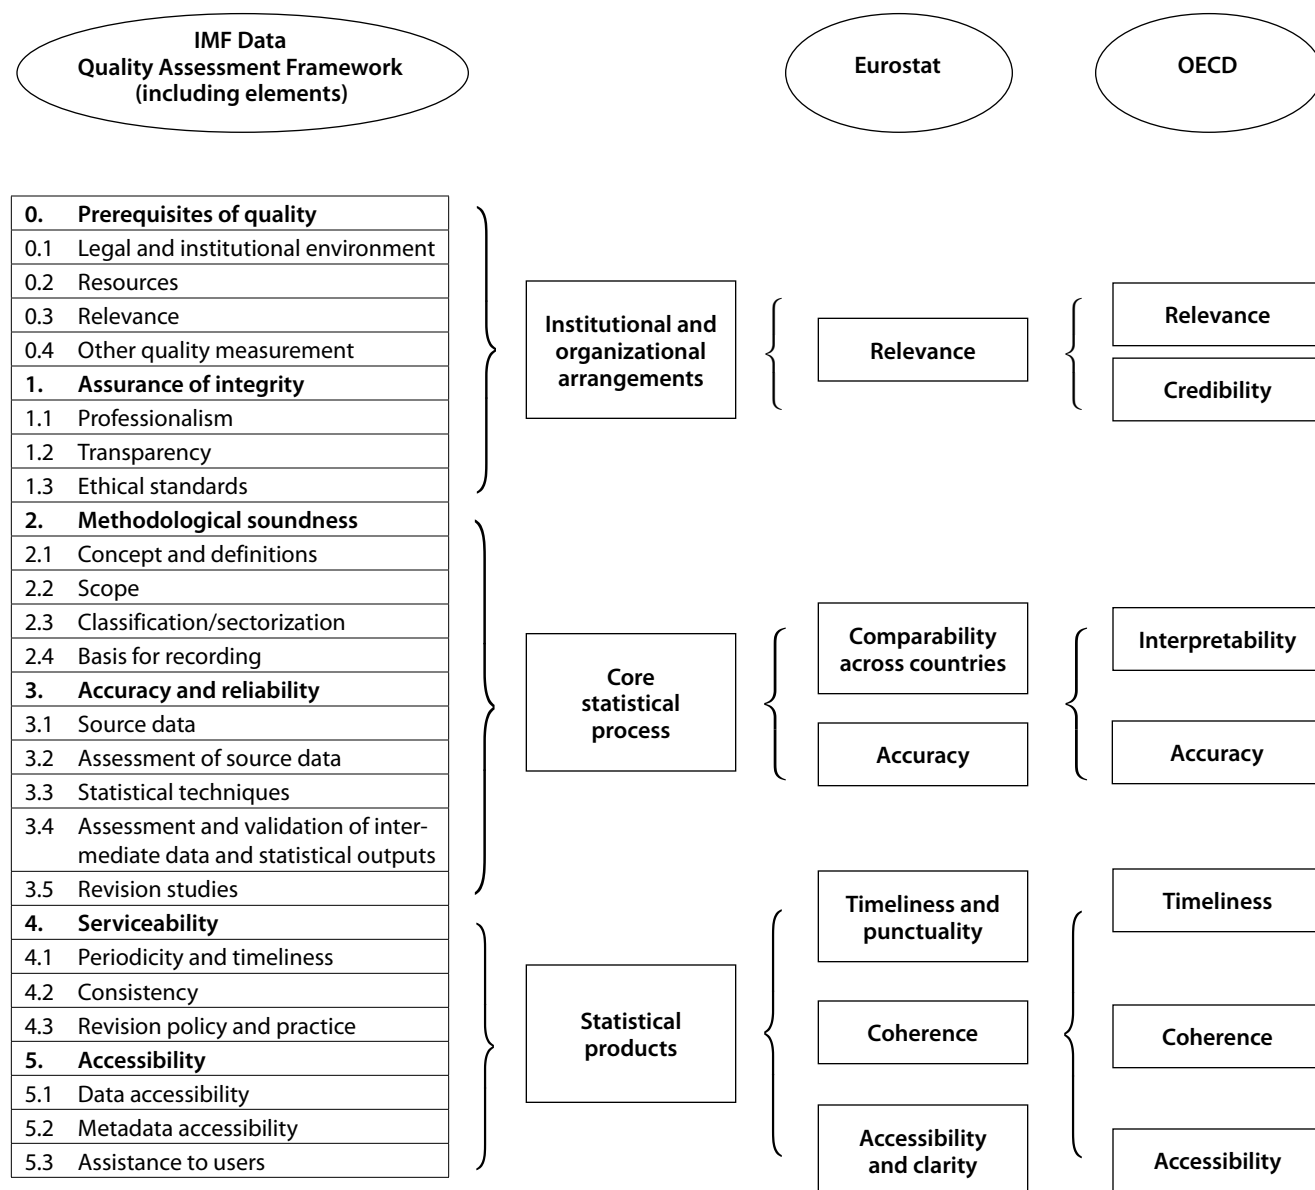 IMF Data
Quality Assessment Framework
(including elements)
Eurostat
OECD
0. Prerequisites of quality
0.1 Legal and institutional environment
0.2 Resources
0.3 Relevance
0.4 Other quality measurement
1. Assurance of integrity
1.1 Professionalism
1.2 Transparency
1.3 Ethical standards
2. Methodological soundness
2.1 Concept and definitions
2.2 Scope
2.3 Classification/sectorization
2.4 Basis for recording
3. Accuracy and reliability
3.1 Source data
3.2 Assessment of source data
3.3 Statistical techniques
3.4 Assessment and validation of inter-
mediate data and statistical outputs
3.5 Revision studies
4. Serviceability
4.1 Periodicity and timeliness
4.2 Consistency
4.3 Revision policy and practice
5. Accessibility
5.1 Data accessibility
5.2 Metadata accessibility
5.3 Assistance to users
Institutional and
organizational
arrangements
Relevance
Relevance
Credibility
Core
statistical
process
Comparability
across countries
Accuracy
Interpretability
Accuracy
Statistical
products
Timeliness and
punctuality
Coherence
Accessibility
and clarity
Timeliness
Coherence
Accessibility